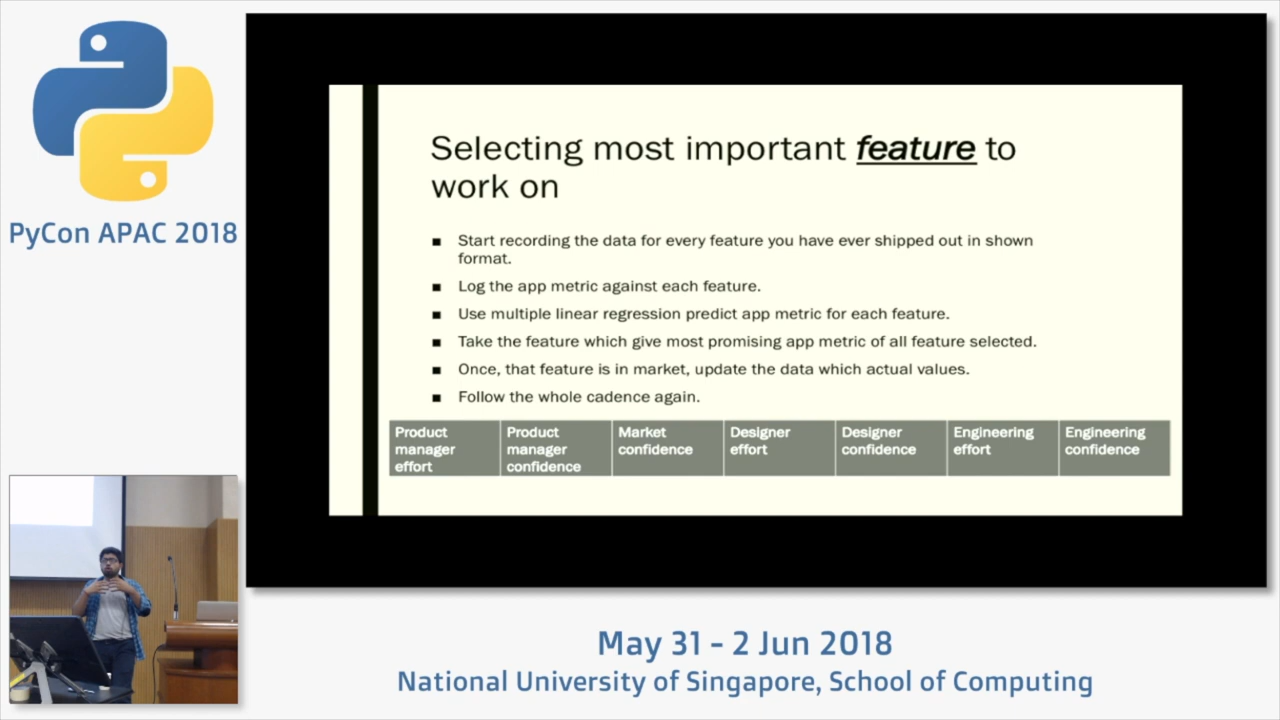 PyCon APAC 2018
Selecting most important feature to
work on
Start recording the data for every feature you have ever shipped out in shown
format.
Log the app metric against each feature.
Use multiple linear regression predict app metric for each feature.
Take the feature which give most promising app metric of all feature selected.
Once, that feature is in market, update the data which actual values.
Follow the whole cadence again.
Product
manager
effort
Product
manager
confidence
Market
confidence
Designer
effort
Designer
confidence
Engineering
effort
Engineering
confidence
May 31 - 2 Jun 2018
National University of Singapore, School of Computing